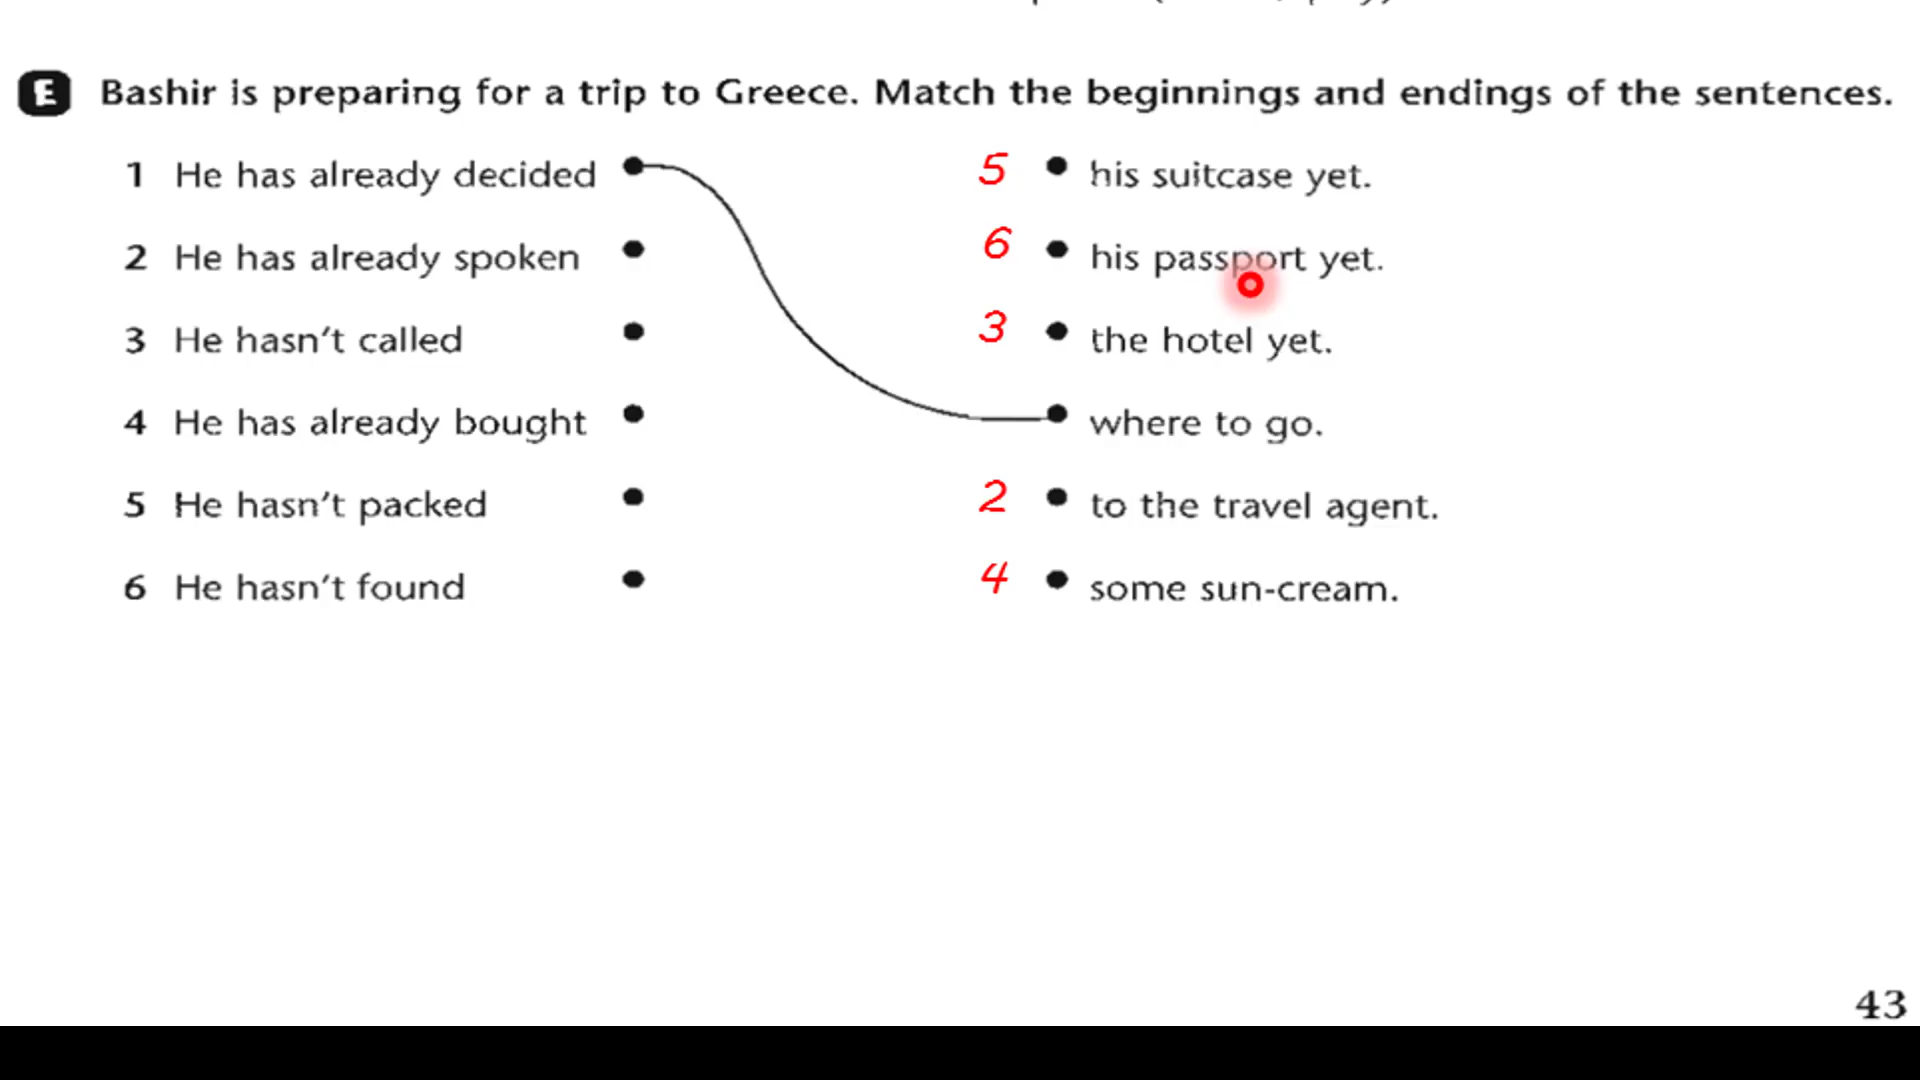 E Bashir is preparing for a trip to Greece. Match the beginnings and endings of the sentences.
1 He has already decided 5 his suitcase yet.
2 He has already spoken 6 his passport yet.
3 He hasn't called 3 the hotel yet.
4 He has already bought where to go.
5 He hasn't packed 2 to the travel agent.
6 He hasn't found 4 some sun-cream.
43